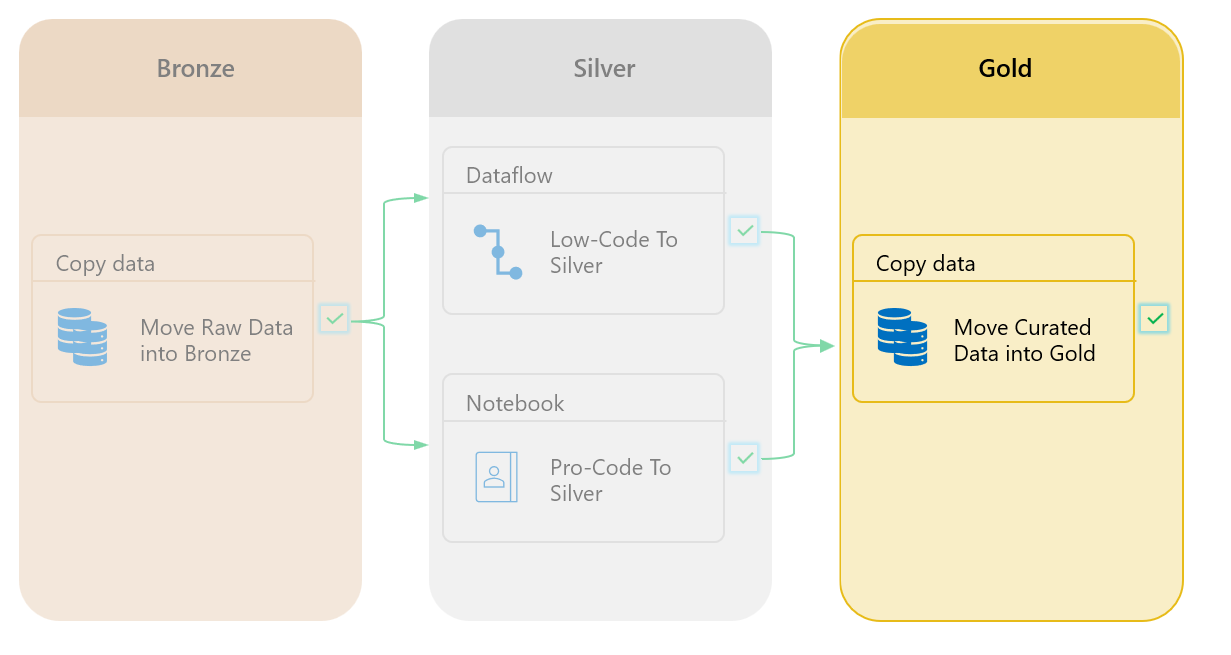 Bronze
Copy data
Move Raw Data
into Bronze
Silver
Dataflow
Low-Code To
Silver
Notebook
Pro-Code To
Silver
Gold
Copy data
Move Curated
Data into Gold